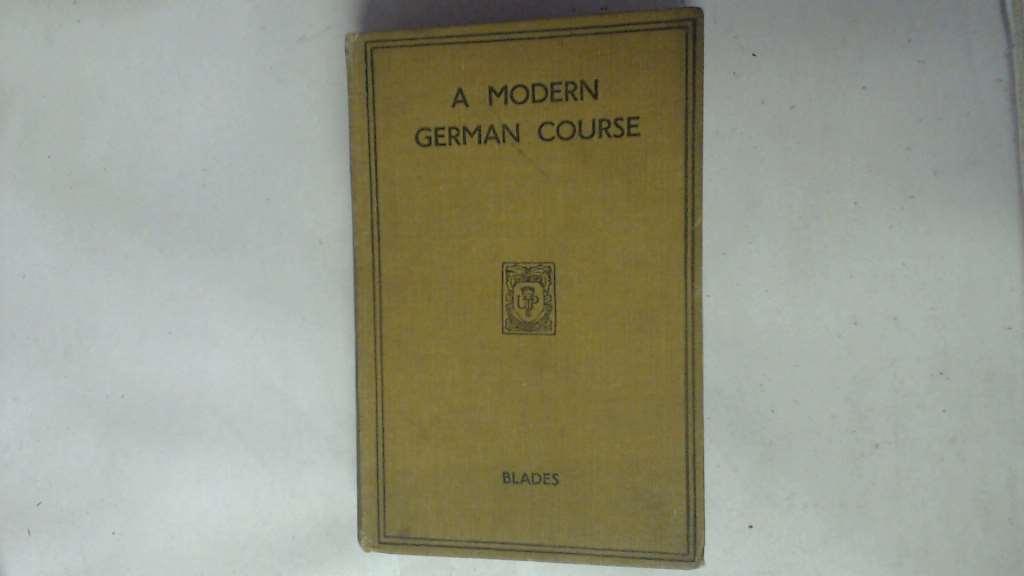 A MODERN
GERMAN COURSE
BLADES